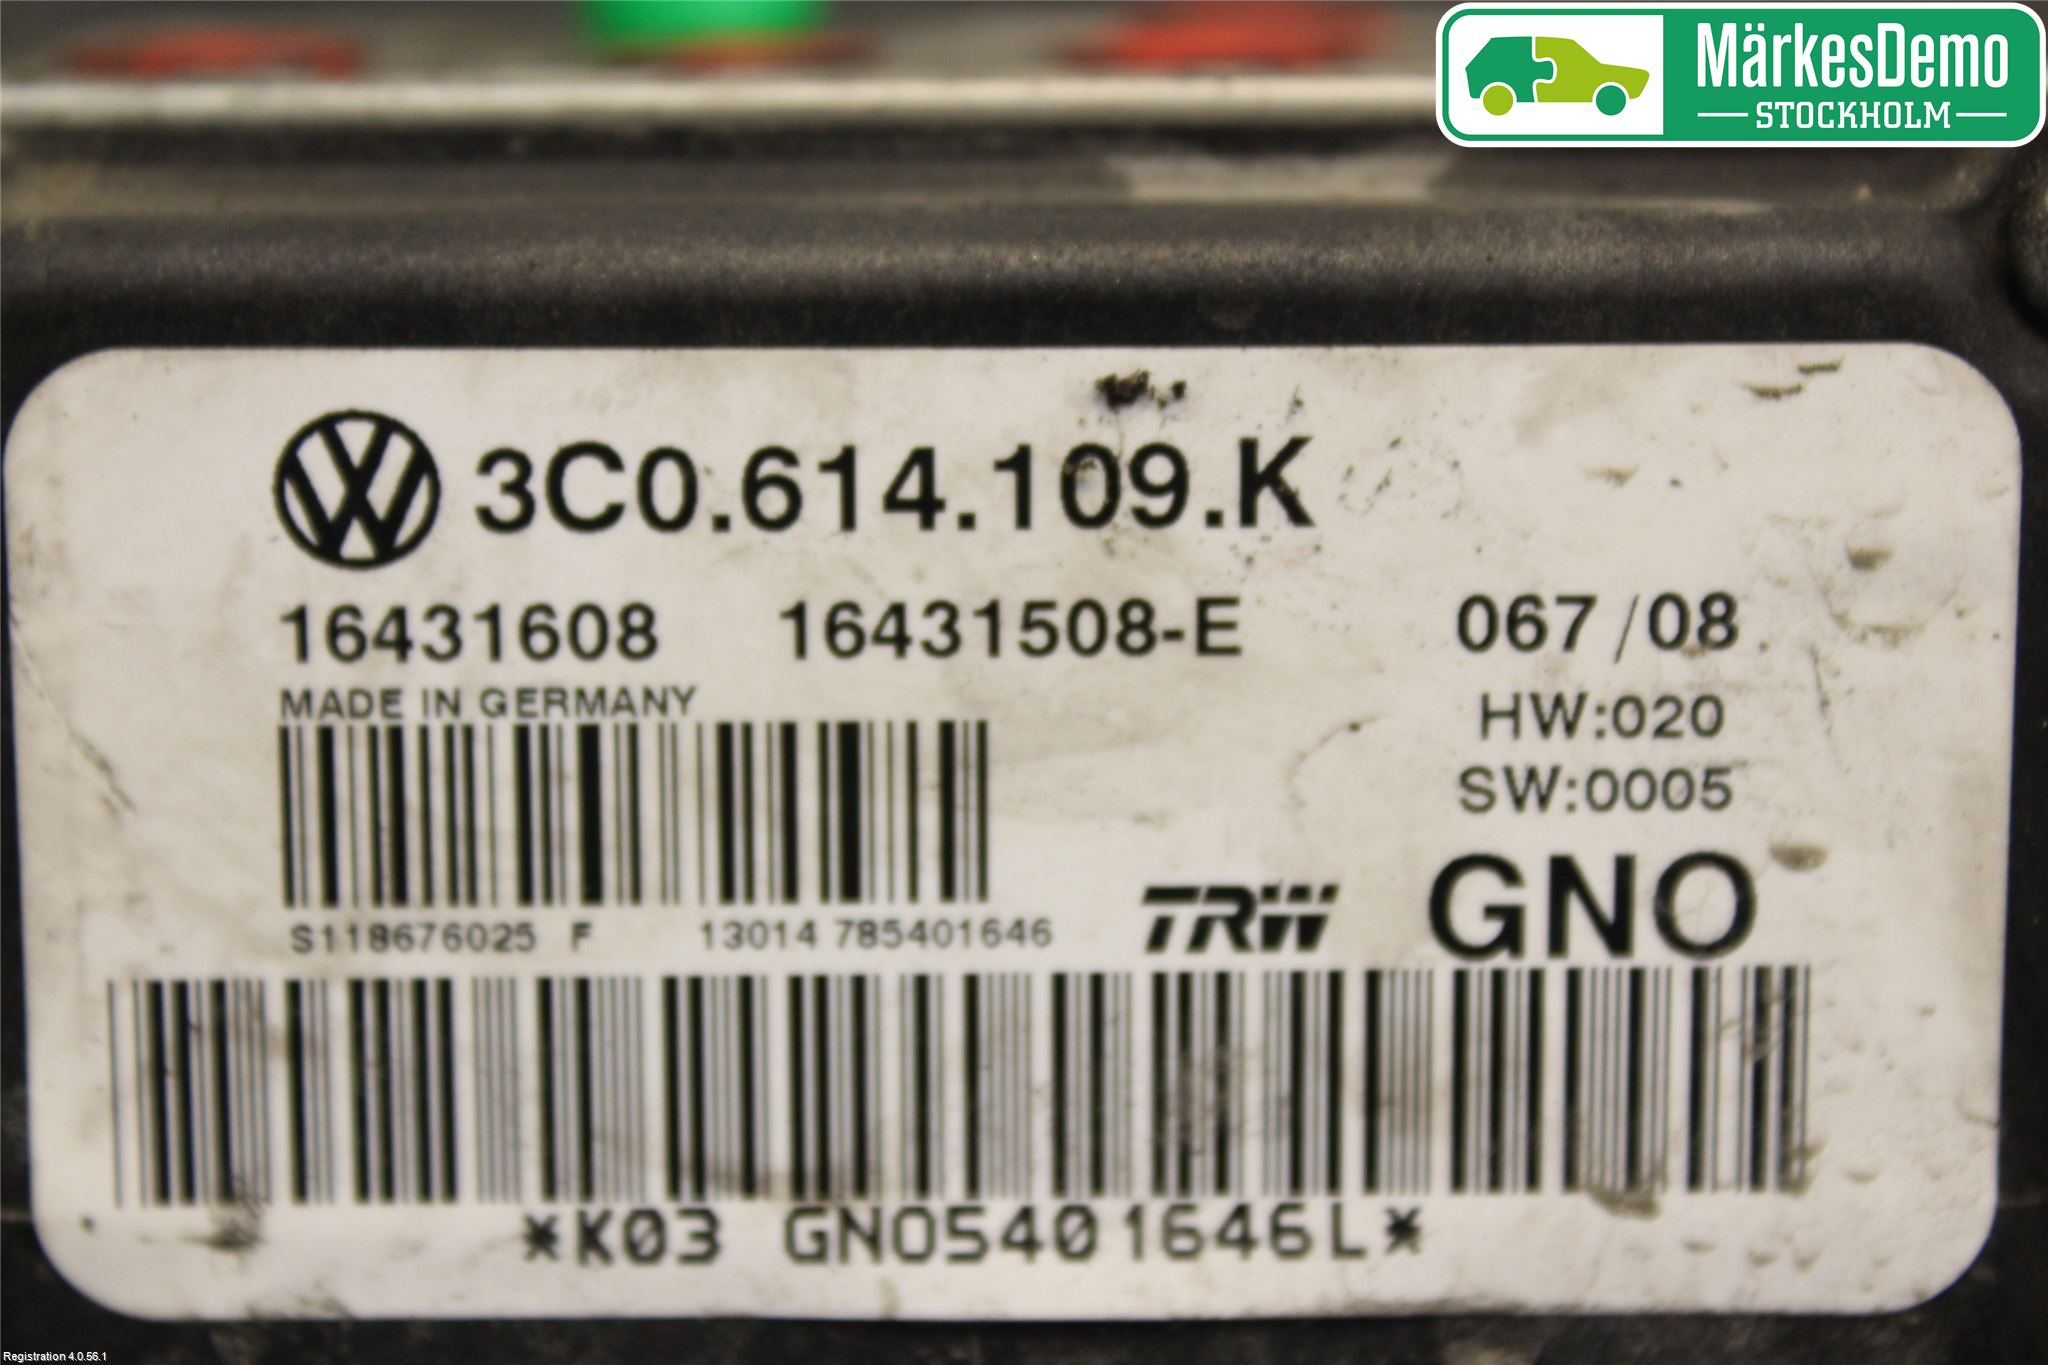 MärkesDemo
STOCKHOLM
3C0.614.109.K
16431608 16431508-E 067/08
MADE IN GERMANY HW:020
SW:0005
S118676025 F 13014 785401646 TRW GNO
*K03 GNO5401646L*
Registration 4.0.56.1